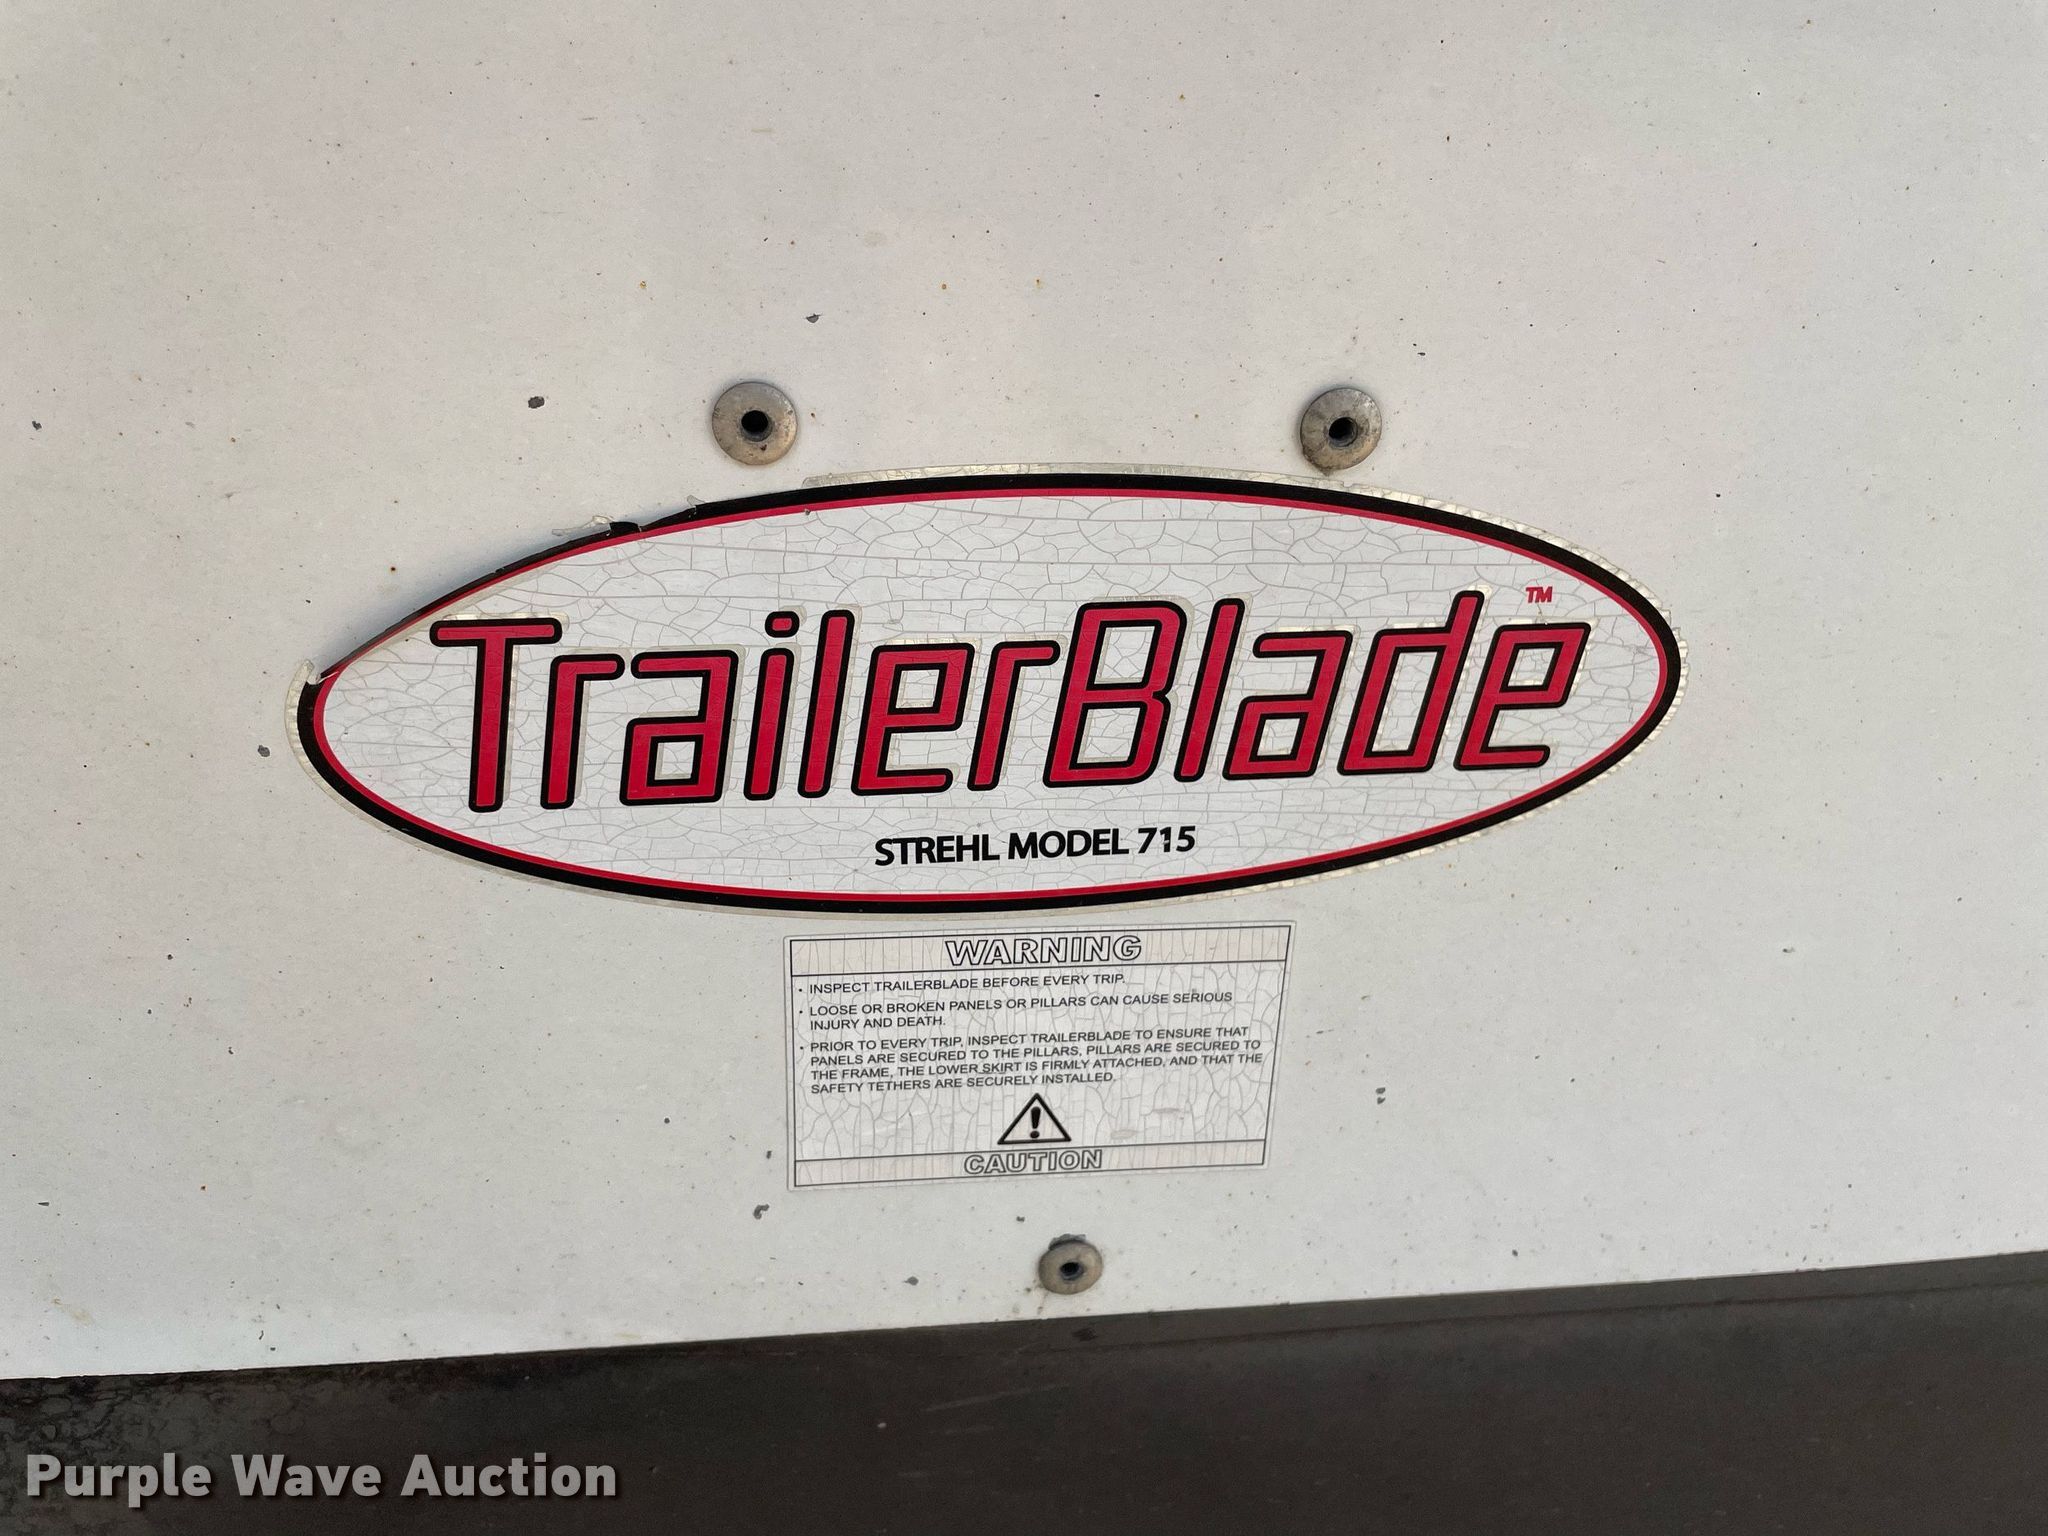 TrailerBlade™
STREHL MODEL 715
WARNING
• INSPECT TRAILERBLADE BEFORE EVERY TRIP.
• LOOSE OR BROKEN PANELS OR PILLARS CAN CAUSE SERIOUS
INJURY AND DEATH.
• PRIOR TO EVERY TRIP, INSPECT TRAILERBLADE TO ENSURE THAT
PANELS ARE SECURED TO THE PILLARS, PILLARS ARE SECURED TO
THE FRAME, THE LOWER SKIRT IS FIRMLY ATTACHED, AND THAT THE
SAFETY TETHERS ARE SECURELY INSTALLED.
CAUTION
Purple Wave Auction